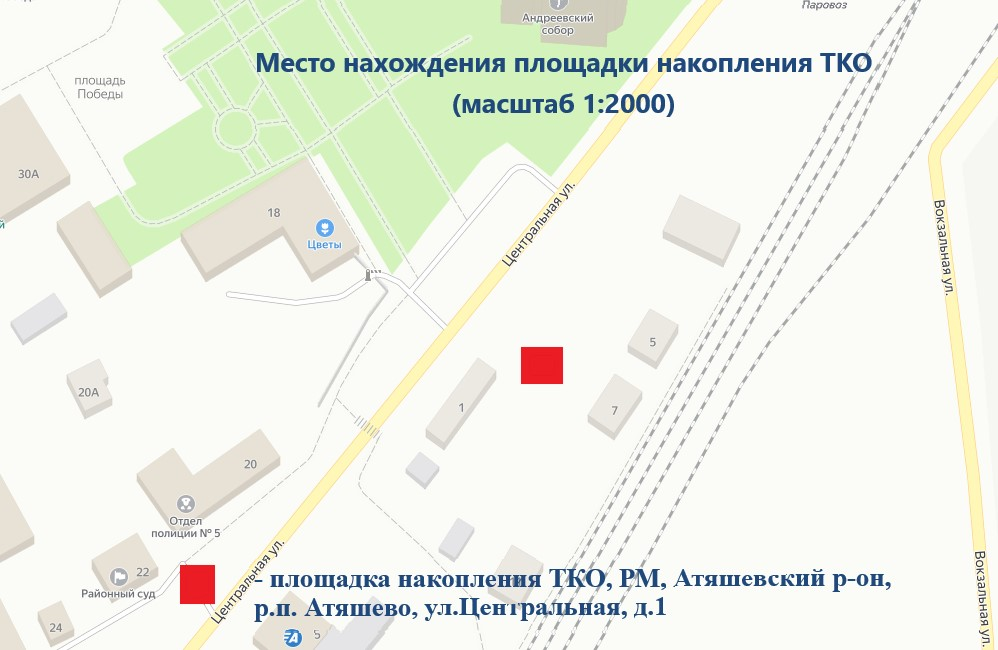 Андреевский
собор
Паровоз
Место нахождения площадки накопления ТКО
(масштаб 1:2000)
площадь
Победы
30А
18
Цветы
Центральная ул.
Вокзальная ул.
5
20А
1
7
20
Отдел
полиции № 5
22
Районный суд
Центральная ул.
- площадка накопления ТКО, РМ, Атяшевский р-он,
р.п. Атяшево, ул.Центральная, д.1
24
5
Вокзальная ул.